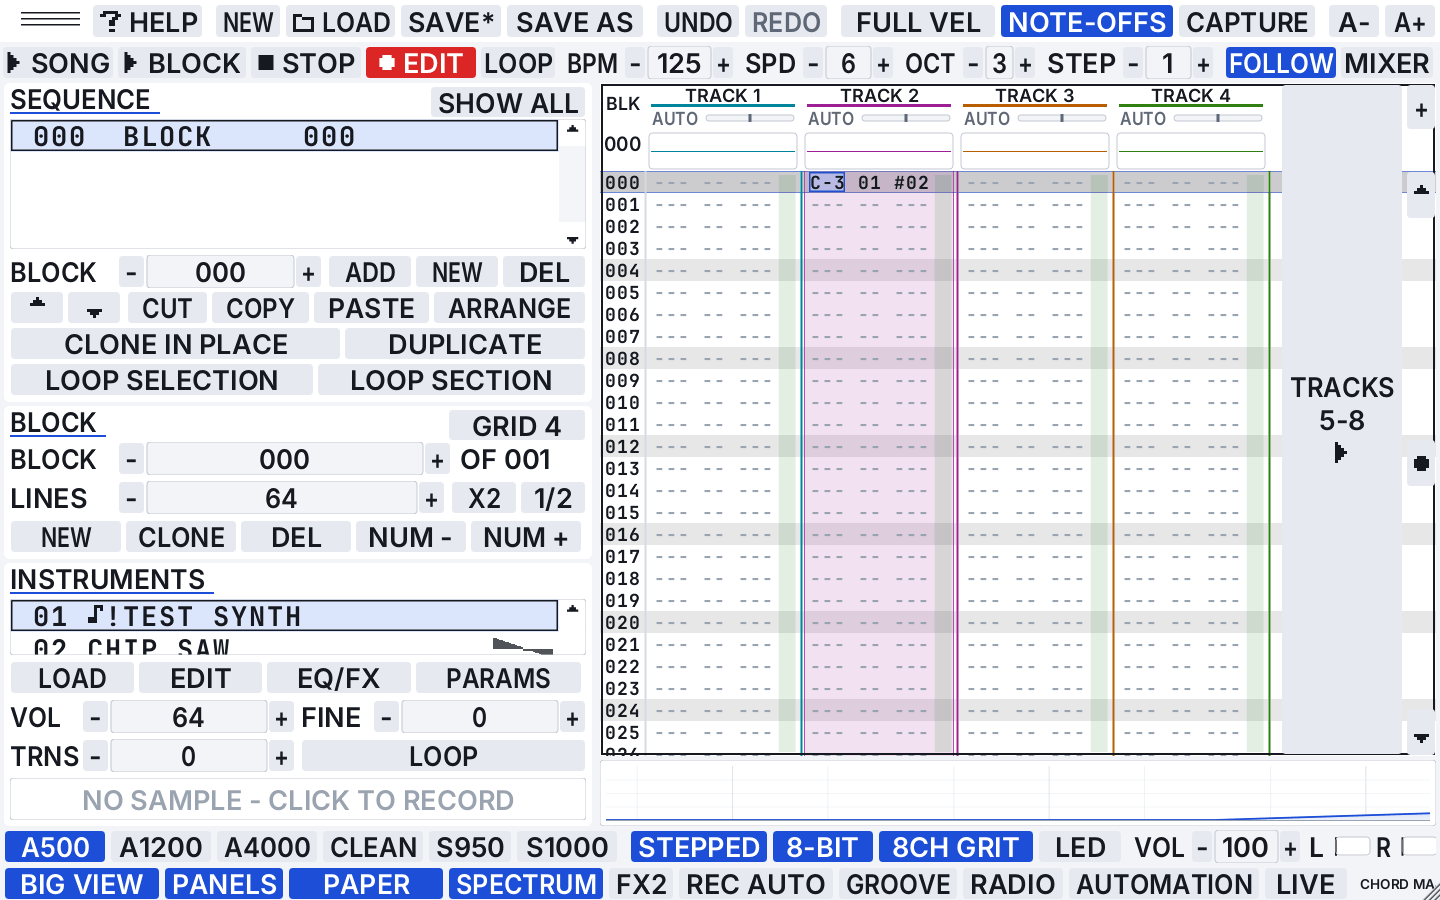 ? HELP NEW LOAD SAVE* SAVE AS UNDO REDO FULL VEL NOTE-OFFS CAPTURE A- A+
SONG BLOCK STOP EDIT LOOP BPM - 125 + SPD - 6 + OCT - 3 + STEP - 1 + FOLLOW MIXER
SEQUENCE SHOW ALL
000 BLOCK 000
BLOCK - 000 + ADD NEW DEL
CUT COPY PASTE ARRANGE
CLONE IN PLACE DUPLICATE
LOOP SELECTION LOOP SECTION
BLOCK GRID 4
BLOCK - 000 + OF 001
LINES - 64 + X2 1/2
NEW CLONE DEL NUM - NUM +
INSTRUMENTS
01 !TEST SYNTH
02 CHIP SAW
LOAD EDIT EQ/FX PARAMS
VOL - 64 + FINE - 0 +
TRNS - 0 + LOOP
NO SAMPLE - CLICK TO RECORD
BLK TRACK 1 TRACK 2 TRACK 3 TRACK 4 +
AUTO AUTO AUTO AUTO
000
000 --- -- --- C-3 01 #02 --- -- --- --- -- ---
001 --- -- --- --- -- --- --- -- --- --- -- ---
002 --- -- --- --- -- --- --- -- --- --- -- ---
003 --- -- --- --- -- --- --- -- --- --- -- ---
004 --- -- --- --- -- --- --- -- --- --- -- ---
005 --- -- --- --- -- --- --- -- --- --- -- ---
006 --- -- --- --- -- --- --- -- --- --- -- ---
007 --- -- --- --- -- --- --- -- --- --- -- ---
008 --- -- --- --- -- --- --- -- --- --- -- ---
009 --- -- --- --- -- --- --- -- --- --- -- ---
010 --- -- --- --- -- --- --- -- --- --- -- ---
011 --- -- --- --- -- --- --- -- --- --- -- ---
012 --- -- --- --- -- --- --- -- --- --- -- ---
013 --- -- --- --- -- --- --- -- --- --- -- ---
014 --- -- --- --- -- --- --- -- --- --- -- ---
015 --- -- --- --- -- --- --- -- --- --- -- ---
016 --- -- --- --- -- --- --- -- --- --- -- ---
017 --- -- --- --- -- --- --- -- --- --- -- ---
018 --- -- --- --- -- --- --- -- --- --- -- ---
019 --- -- --- --- -- --- --- -- --- --- -- ---
020 --- -- --- --- -- --- --- -- --- --- -- ---
021 --- -- --- --- -- --- --- -- --- --- -- ---
022 --- -- --- --- -- --- --- -- --- --- -- ---
023 --- -- --- --- -- --- --- -- --- --- -- ---
024 --- -- --- --- -- --- --- -- --- --- -- ---
025 --- -- --- --- -- --- --- -- --- --- -- ---
TRACKS
5-8
A500 A1200 A4000 CLEAN S950 S1000 STEPPED 8-BIT 8CH GRIT LED VOL - 100 + L R
BIG VIEW PANELS PAPER SPECTRUM FX2 REC AUTO GROOVE RADIO AUTOMATION LIVE CHORD MA